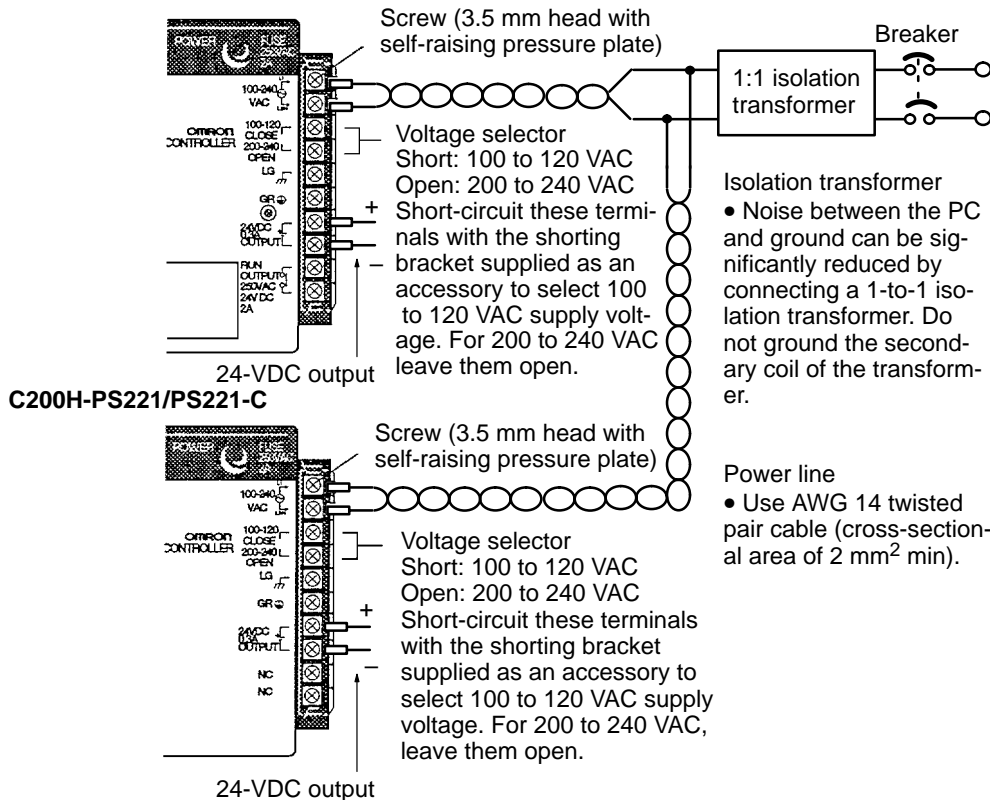 Screw (3.5 mm head with
self-raising pressure plate)
Breaker
1:1 isolation
transformer
POWER
FUSE
100-240
VAC
100-120
CLOSE
200-240
OPEN
OMRON
CONTROLLER
LG
GR
24VDC
0.3A
OUTPUT
RUN
OUTPUT
250VAC
24VDC
2A
+
–
Voltage selector
Short: 100 to 120 VAC
Open: 200 to 240 VAC
Short-circuit these termi-
nals with the shorting
bracket supplied as an
accessory to select 100
to 120 VAC supply volt-
age. For 200 to 240 VAC
leave them open.
24-VDC output
Isolation transformer
• Noise between the PC
and ground can be sig-
nificantly reduced by
connecting a 1-to-1 iso-
lation transformer. Do
not ground the second-
ary coil of the transform-
er.
C200H-PS221/PS221-C
Screw (3.5 mm head with
self-raising pressure plate)
POWER
FUSE
100-240
VAC
100-120
CLOSE
200-240
OPEN
OMRON
CONTROLLER
LG
GR
24VDC
0.3A
OUTPUT
NC
NC
+
–
Voltage selector
Short: 100 to 120 VAC
Open: 200 to 240 VAC
Short-circuit these terminals
with the shorting bracket
supplied as an accessory to
select 100 to 120 VAC supply
voltage. For 200 to 240 VAC,
leave them open.
24-VDC output
Power line
• Use AWG 14 twisted
pair cable (cross-section-
al area of 2 mm² min).